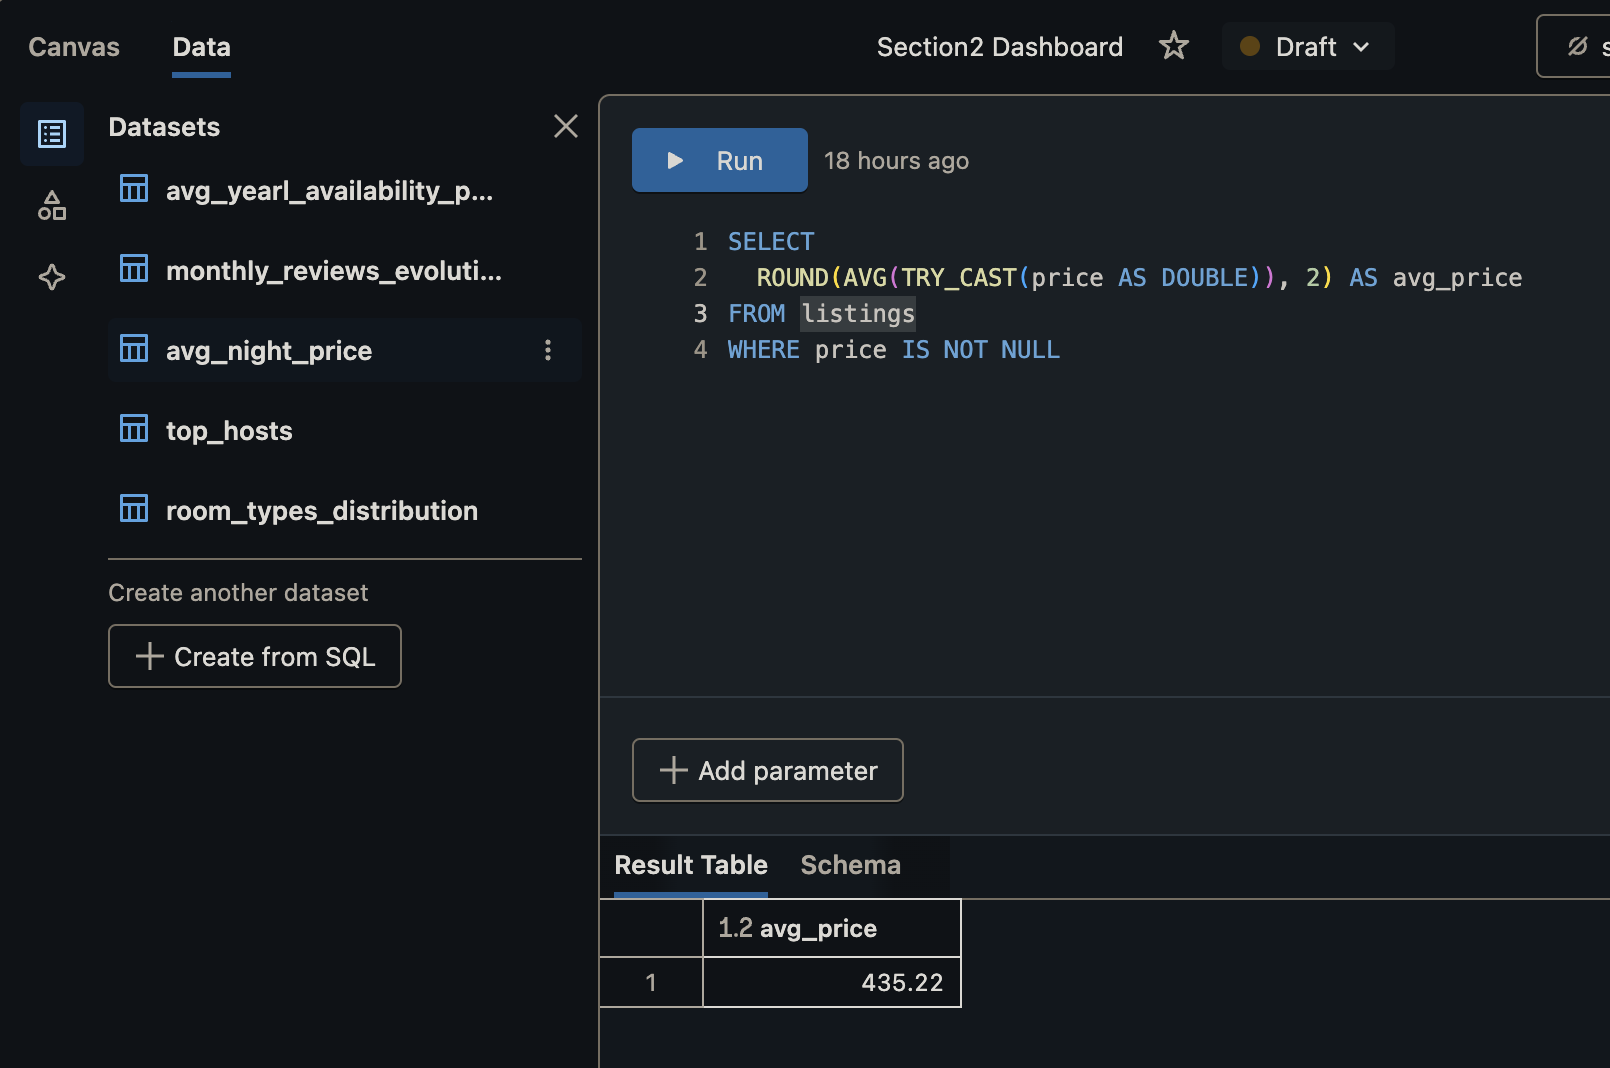 Canvas
Data
Section2 Dashboard
Draft
Datasets
avg_yearl_availability_p...
monthly_reviews_evoluti...
avg_night_price
top_hosts
room_types_distribution
Create another dataset
Create from SQL
Run
18 hours ago
1 SELECT
2 ROUND(AVG(TRY_CAST(price AS DOUBLE)), 2) AS avg_price
3 FROM listings
4 WHERE price IS NOT NULL
Add parameter
Result Table
Schema
1.2 avg_price
1 435.22